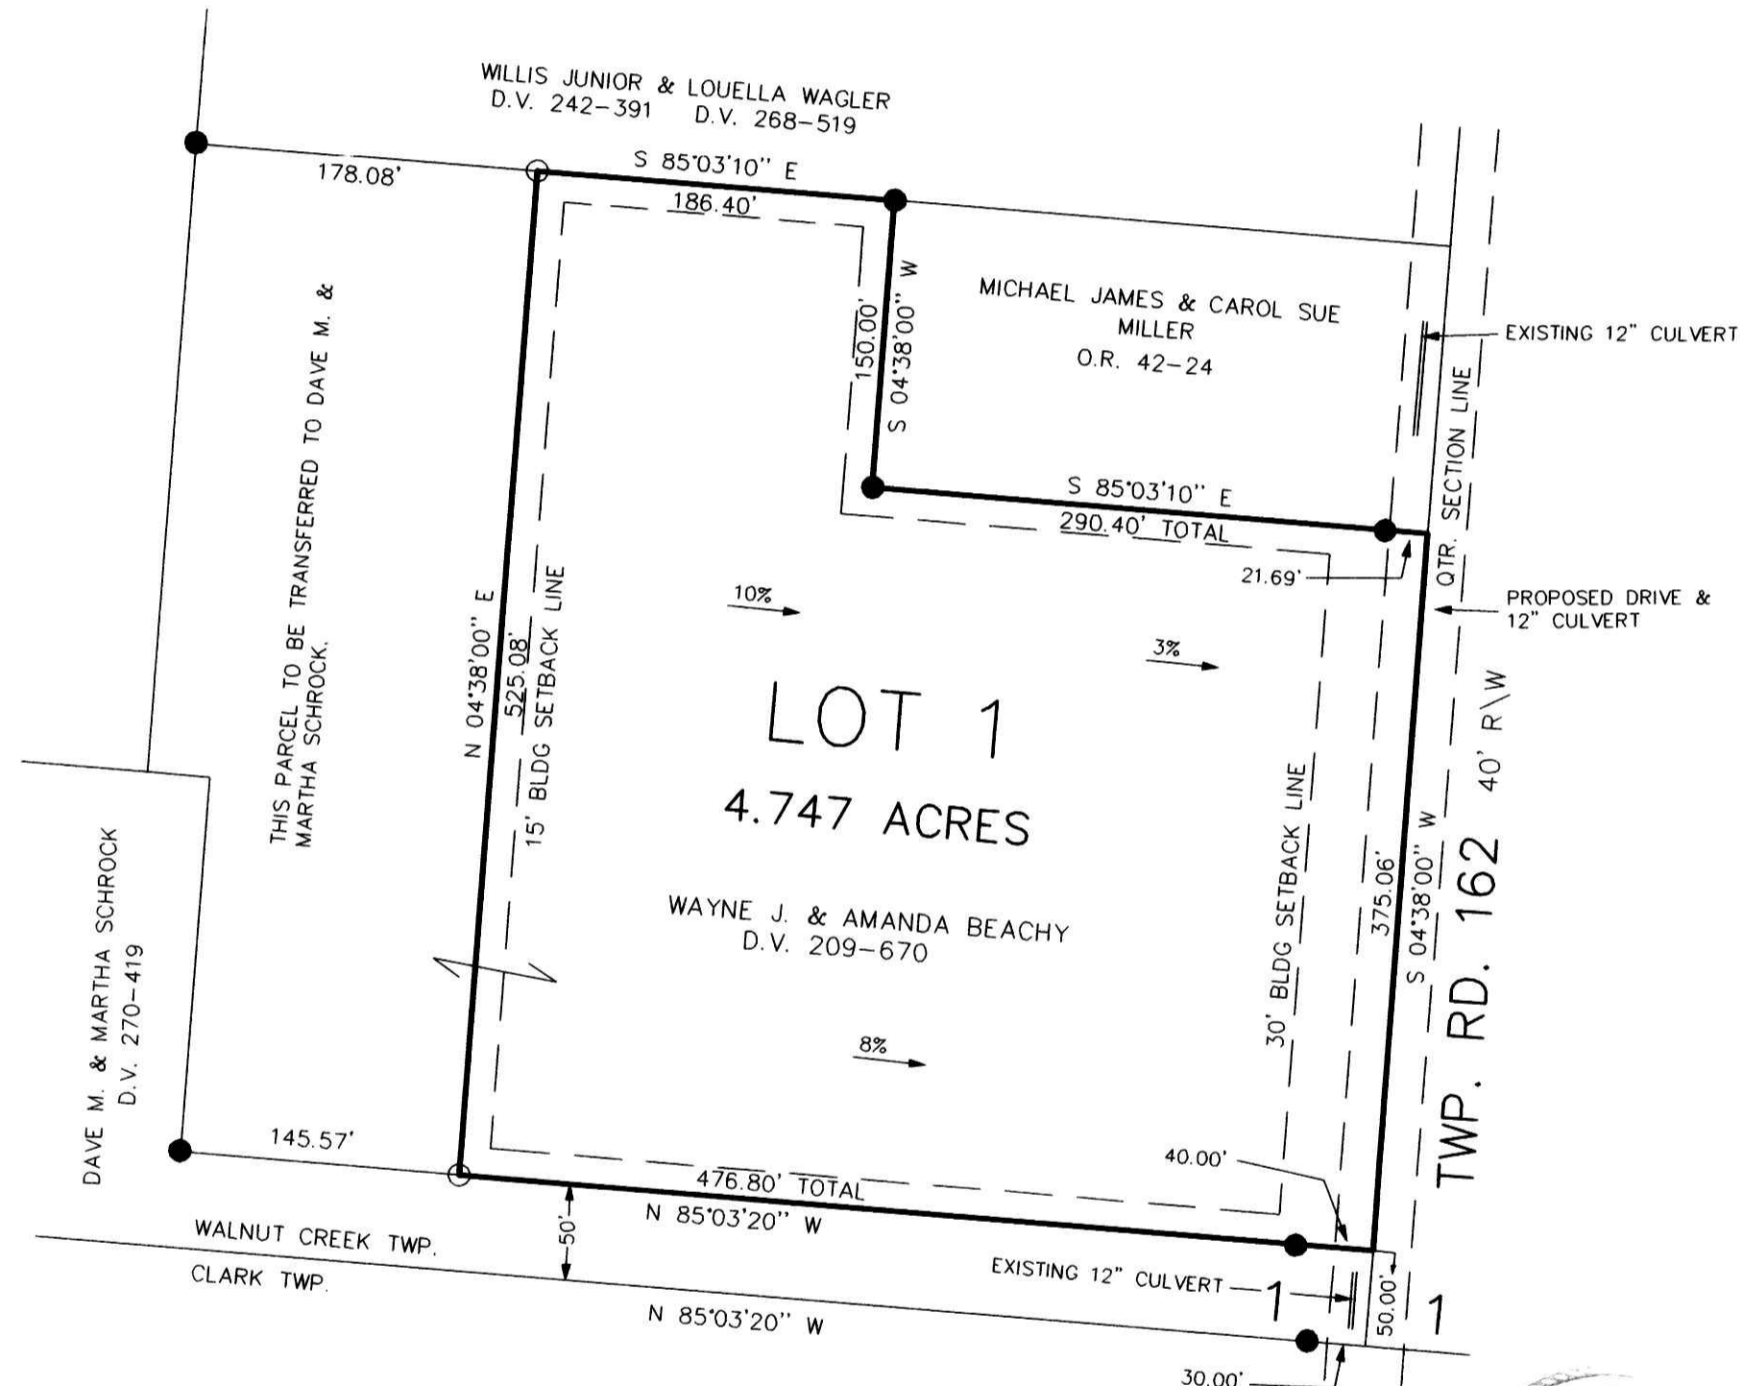 WILLIS JUNIOR & LOUELLA WAGLER
D.V. 242-391 D.V. 268-519
S 85°03'10" E
178.08'
186.40'
150.00'
S 04°38'00" W
MICHAEL JAMES & CAROL SUE
MILLER
O.R. 42-24
EXISTING 12" CULVERT
QTR. SECTION LINE
S 85°03'10" E
290.40' TOTAL
21.69'
PROPOSED DRIVE &
12" CULVERT
THIS PARCEL TO BE TRANSFERRED TO DAVE M. &
MARTHA SCHROCK.
N 04°38'00" E
525.08'
15' BLDG SETBACK LINE
10%
3%
LOT 1
4.747 ACRES
WAYNE J. & AMANDA BEACHY
D.V. 209-670
8%
30' BLDG SETBACK LINE
375.06'
S 04°38'00" W
TWP. RD. 162 40' R\W
DAVE M. & MARTHA SCHROCK
D.V. 270-419
145.57'
40.00'
476.80' TOTAL
N 85°03'20" W
50'
WALNUT CREEK TWP.
CLARK TWP.
EXISTING 12" CULVERT
1
50.00'
1
N 85°03'20" W
30.00'